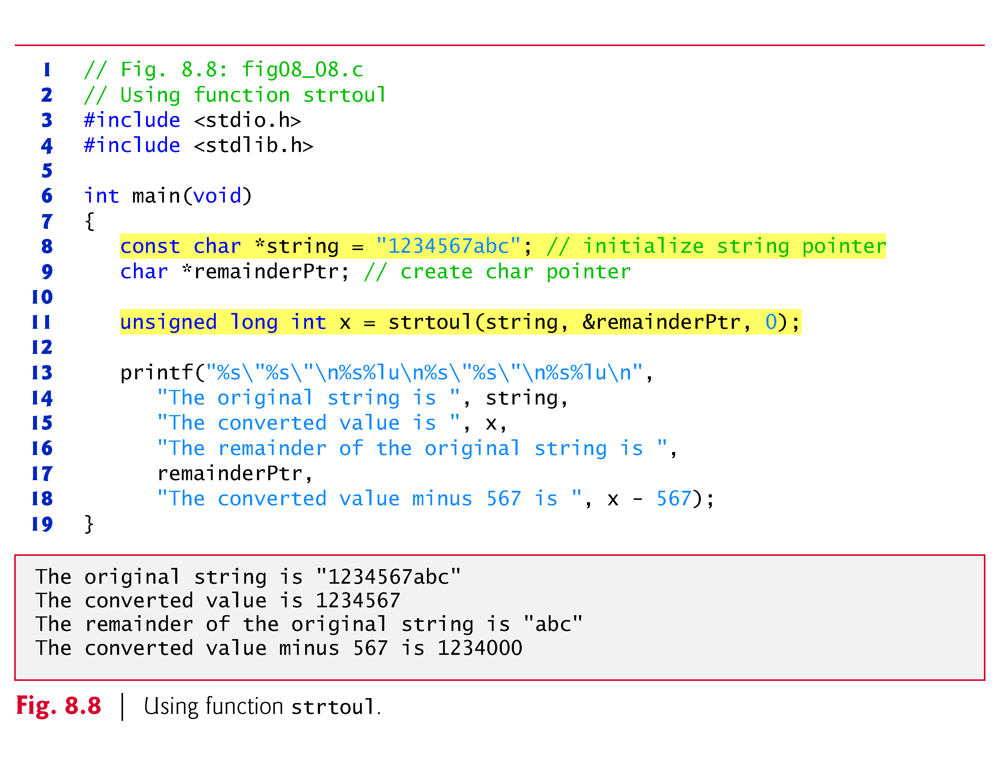 1 // Fig. 8.8: fig08_08.c
2 // Using function strtoul
3 #include <stdio.h>
4 #include <stdlib.h>
5
6 int main(void)
7 {
8    const char *string = "1234567abc"; // initialize string pointer
9    char *remainderPtr; // create char pointer
10
11    unsigned long int x = strtoul(string, &remainderPtr, 0);
12
13    printf("%s\"%s\"\n%s%lu\n%s\"%s\"\n%s%lu\n",
14       "The original string is ", string,
15       "The converted value is ", x,
16       "The remainder of the original string is ",
17       remainderPtr,
18       "The converted value minus 567 is ", x - 567);
19 }
The original string is "1234567abc"
The converted value is 1234567
The remainder of the original string is "abc"
The converted value minus 567 is 1234000
Fig. 8.8 | Using function strtoul.